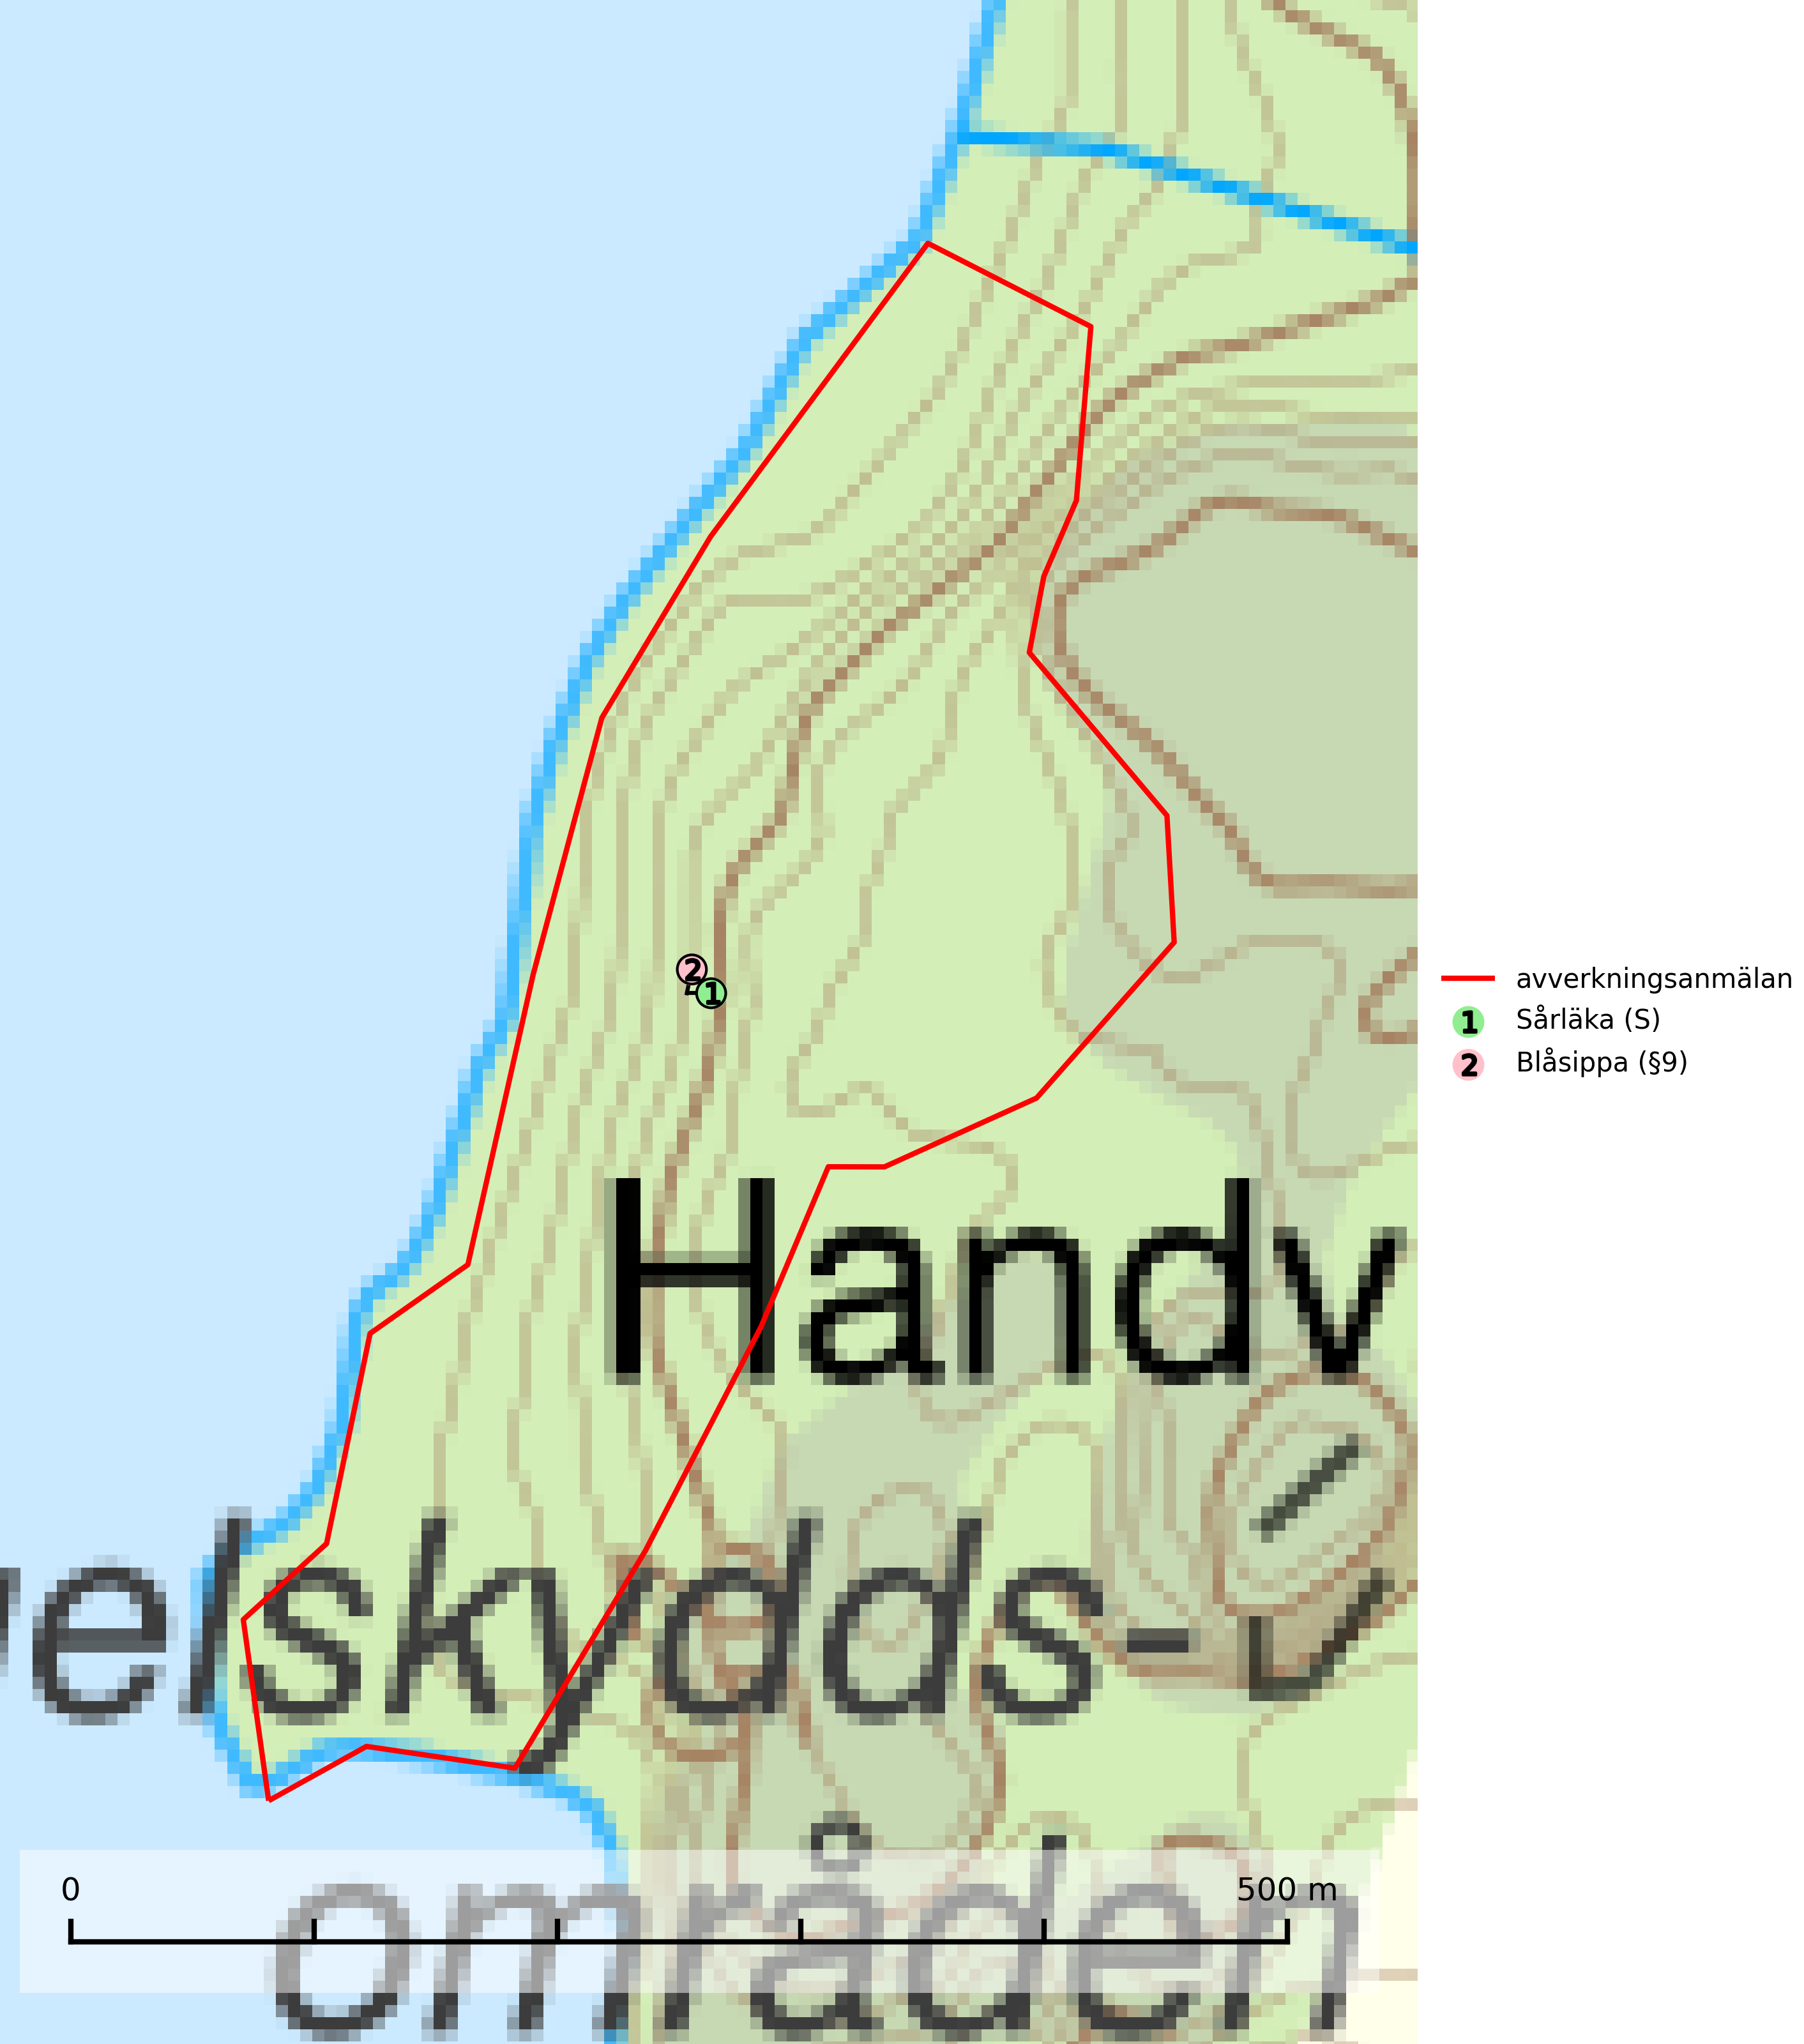 2
1
avverkningsanmälan
1 Sårläka (S)
2 Blåsippa (§9)
Handv
elskydds-
områden
0 500 m